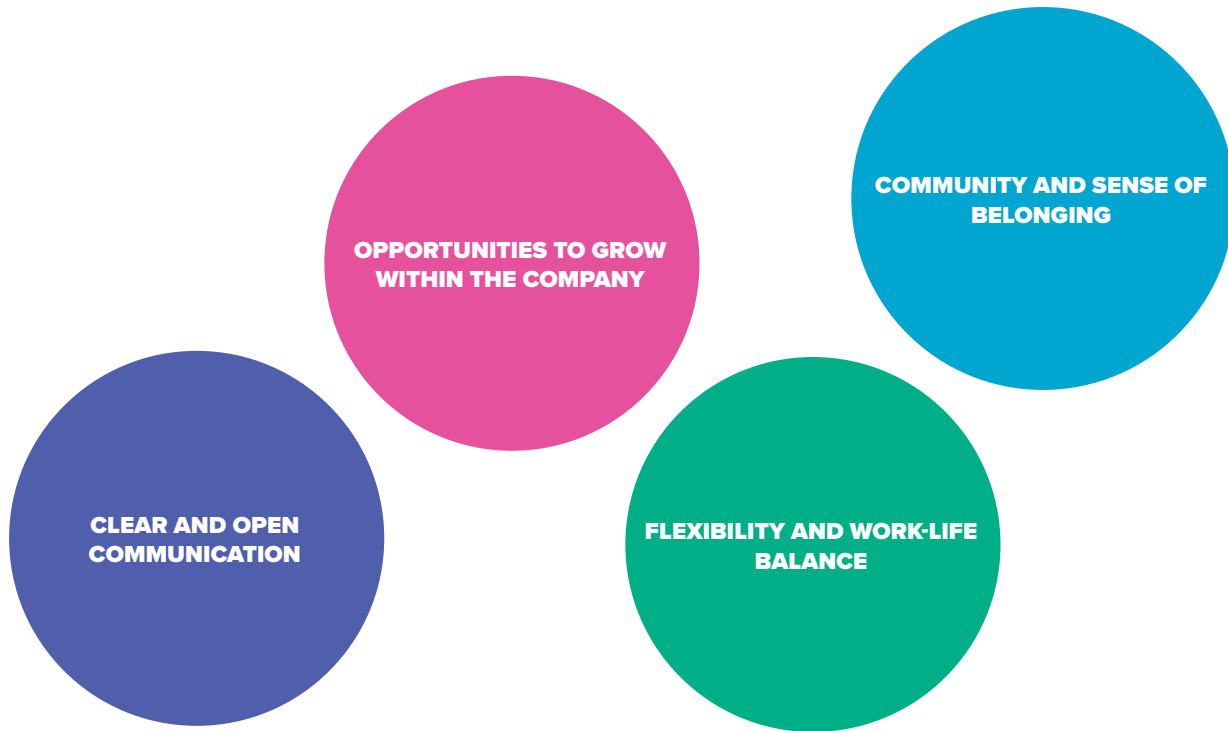 COMMUNITY AND SENSE OF
BELONGING
OPPORTUNITIES TO GROW
WITHIN THE COMPANY
CLEAR AND OPEN
COMMUNICATION
FLEXIBILITY AND WORK-LIFE
BALANCE